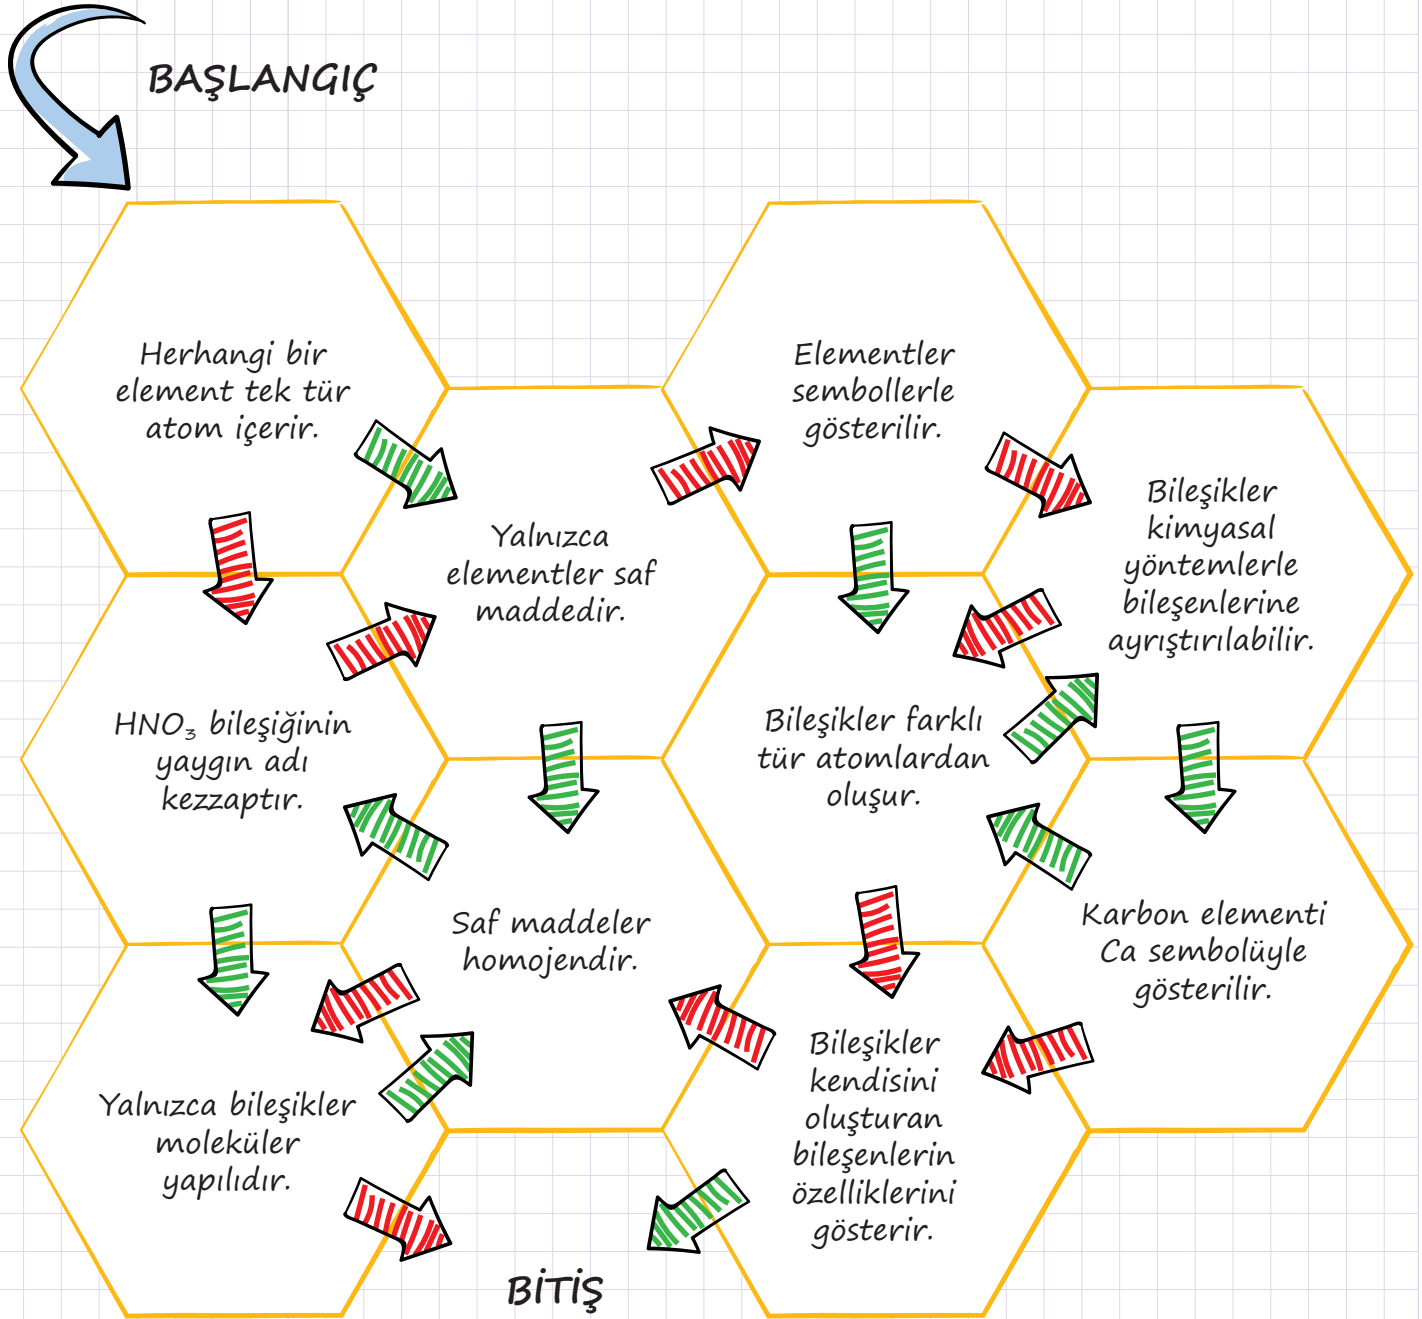 BAŞLANGIÇ
Herhangi bir
element tek tür
atom içerir.
Elementler
sembollerle
gösterilir.
Yalnızca
elementler saf
maddedir.
Bileşikler
kimyasal
yöntemlerle
bileşenlerine
ayrıştırılabilir.
HNO₃ bileşiğinin
yaygın adı
kezzaptır.
Bileşikler farklı
tür atomlardan
oluşur.
Saf maddeler
homojendir.
Karbon elementi
Ca sembolüyle
gösterilir.
Yalnızca bileşikler
moleküler
yapılıdır.
Bileşikler
kendisini
oluşturan
bileşenlerin
özelliklerini
gösterir.
BİTİŞ